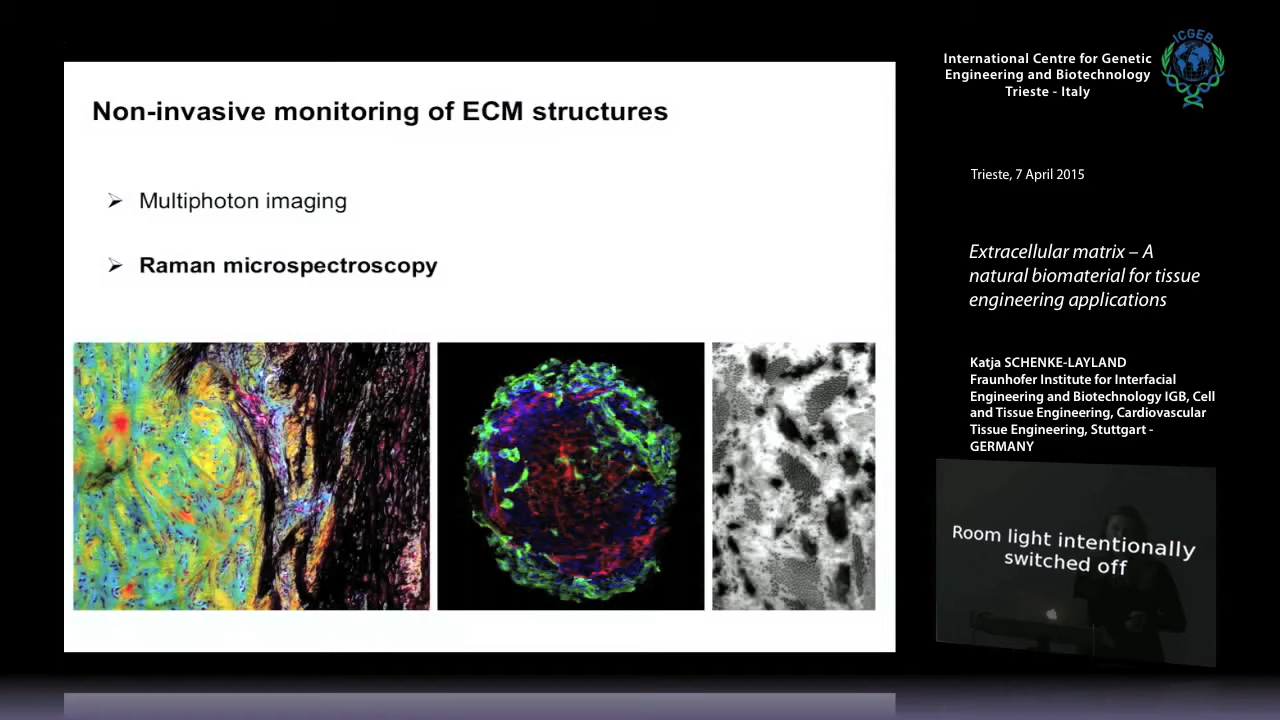 Non-invasive monitoring of ECM structures
Multiphoton imaging
Raman microspectroscopy
International Centre for Genetic
Engineering and Biotechnology
Trieste - Italy
ICGEB
Trieste, 7 April 2015
Extracellular matrix – A
natural biomaterial for tissue
engineering applications
Katja SCHENKE-LAYLAND
Fraunhofer Institute for Interfacial
Engineering and Biotechnology IGB, Cell
and Tissue Engineering, Cardiovascular
Tissue Engineering, Stuttgart -
GERMANY
Room light intentionally
switched off